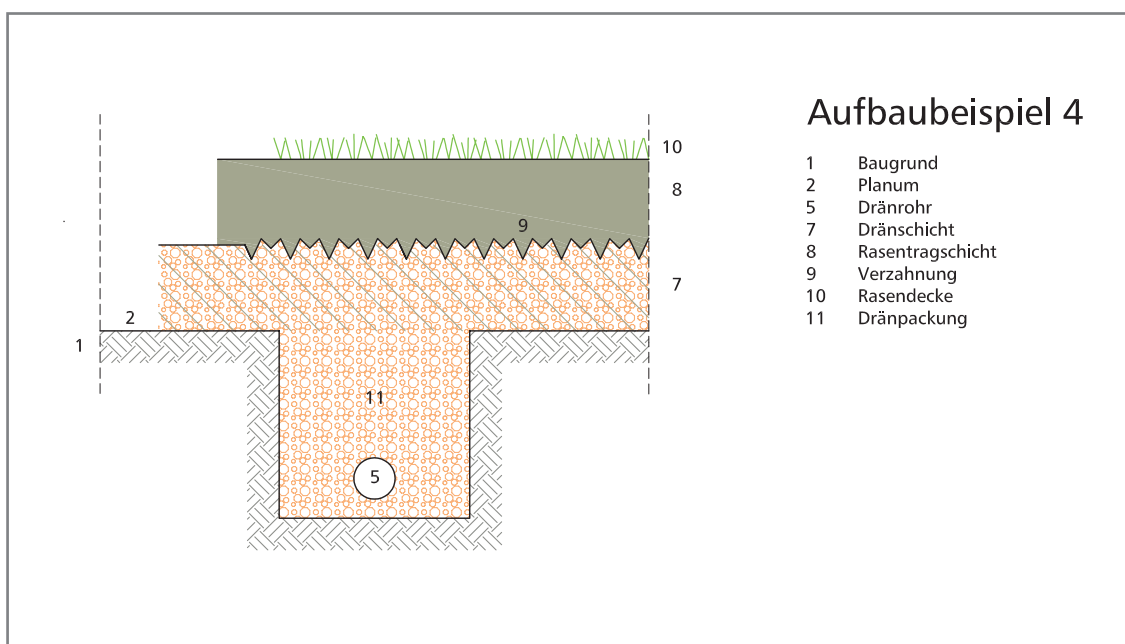 Aufbaubeispiel 4
1 Baugrund
2 Planum
5 Dränrohr
7 Dränschicht
8 Rasentragschicht
9 Verzahnung
10 Rasendecke
11 Dränpackung
10
8
9
7
2
1
11
5